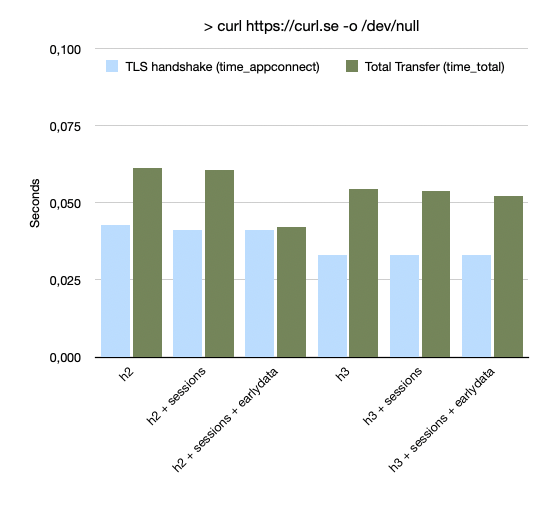 > curl https://curl.se -o /dev/null
0,100
TLS handshake (time_appconnect)
Total Transfer (time_total)
0,075
Seconds
0,050
0,025
0,000
h2
h2 + sessions
h2 + sessions + earlydata
h3
h3 + sessions
h3 + sessions + earlydata